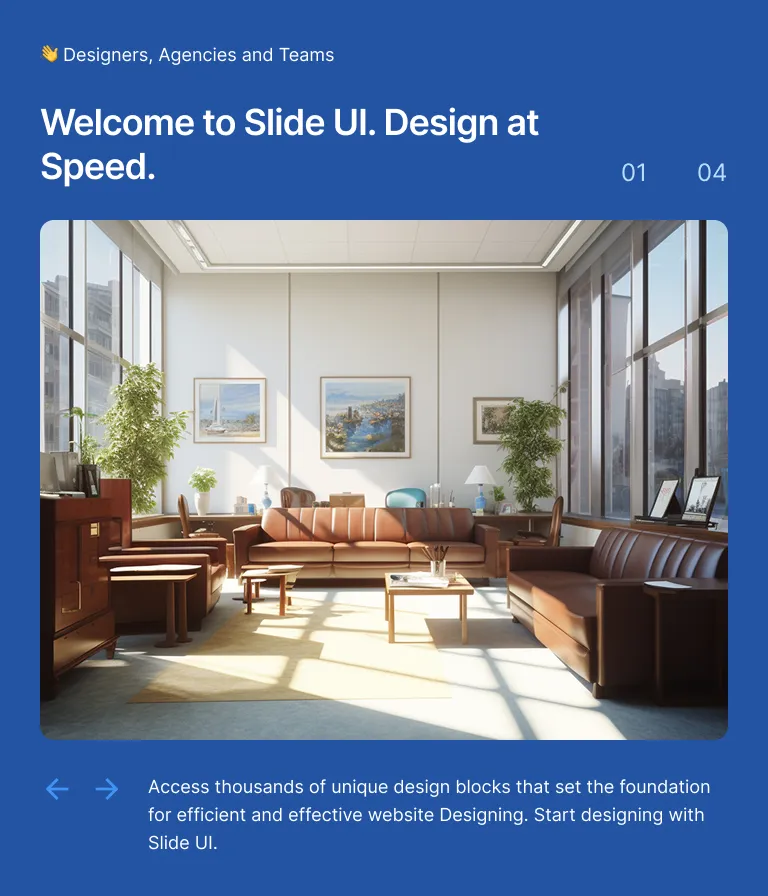 👋 Designers, Agencies and Teams
Welcome to Slide UI. Design at
Speed.
01 04
Access thousands of unique design blocks that set the foundation
for efficient and effective website Designing. Start designing with
Slide UI.